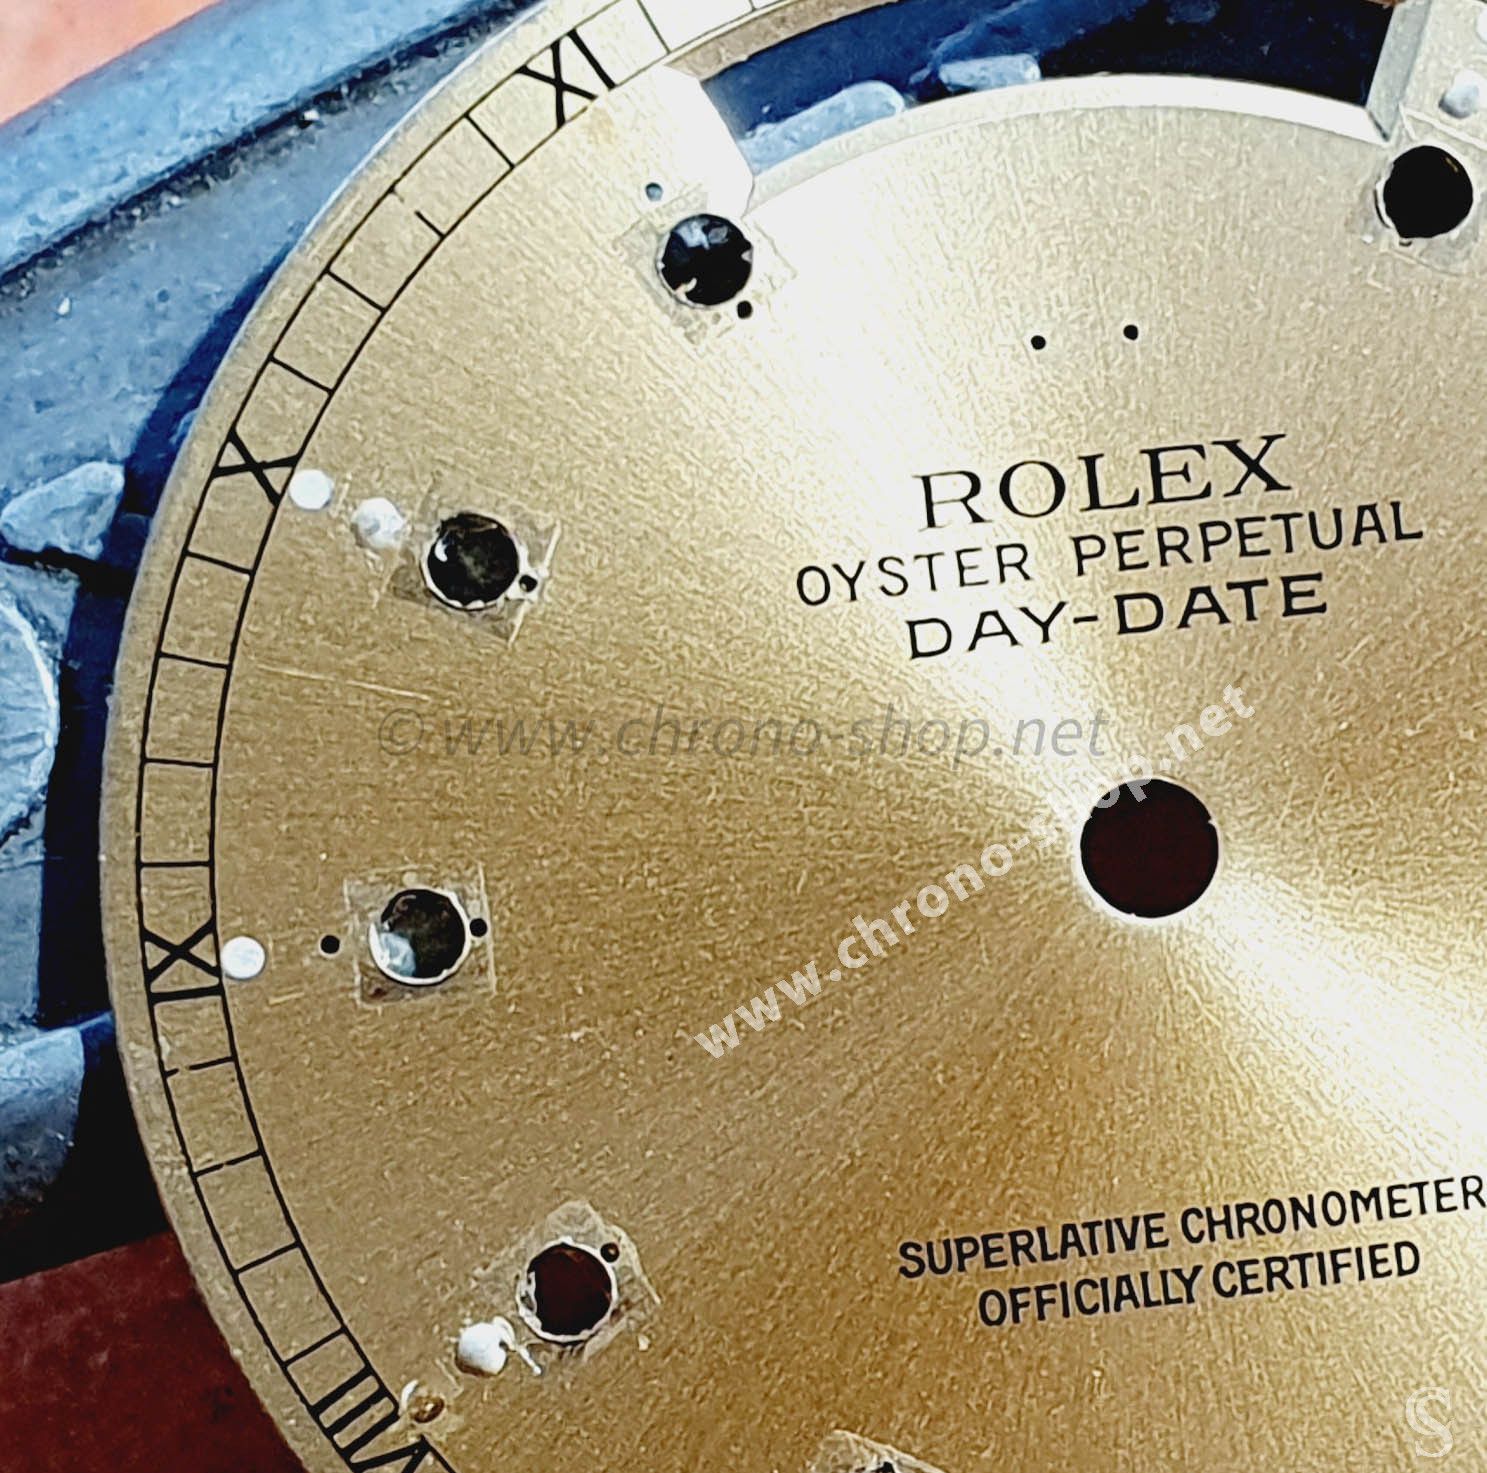 XI
X
ROLEX
OYSTER PERPETUAL
DAY-DATE
© www.chrono-shop.net
www.chrono-shop.net
IX
SUPERLATIVE CHRONOMETER
OFFICIALLY CERTIFIED
VIII
S